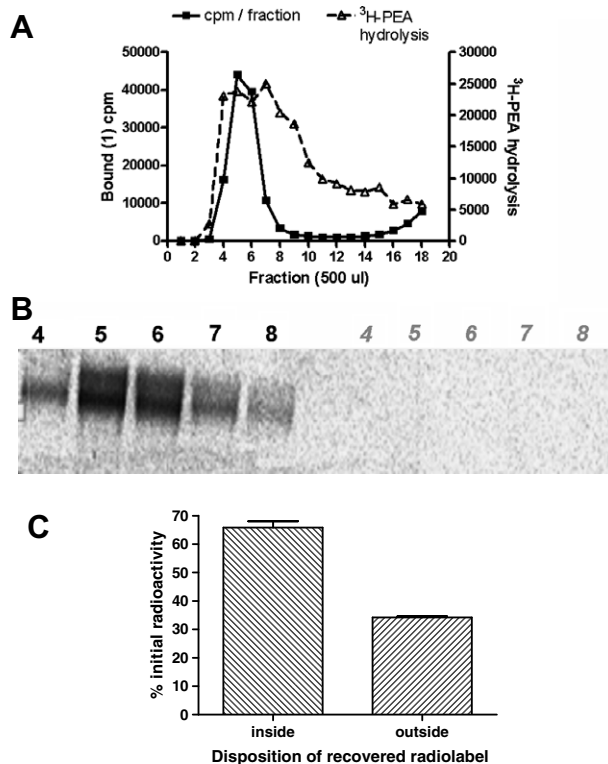 A
cpm / fraction
³H-PEA
hydrolysis
50000
40000
30000
20000
10000
0
Bound (1) cpm
30000
25000
20000
15000
10000
5000
0
³H-PEA hydrolysis
0 2 4 6 8 10 12 14 16 18 20
Fraction (500 ul)
B
4 5 6 7 8 4 5 6 7 8
C
70
60
50
40
30
20
10
0
% initial radioactivity
inside outside
Disposition of recovered radiolabel